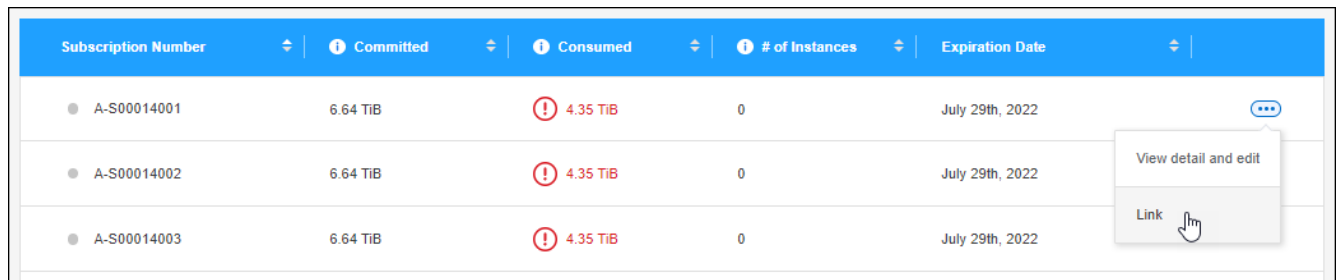 Subscription Number Committed Consumed # of Instances Expiration Date
A-S00014001 6.64 TiB 4.35 TiB 0 July 29th, 2022
View detail and edit
A-S00014002 6.64 TiB 4.35 TiB 0 July 29th, 2022
Link
A-S00014003 6.64 TiB 4.35 TiB 0 July 29th, 2022